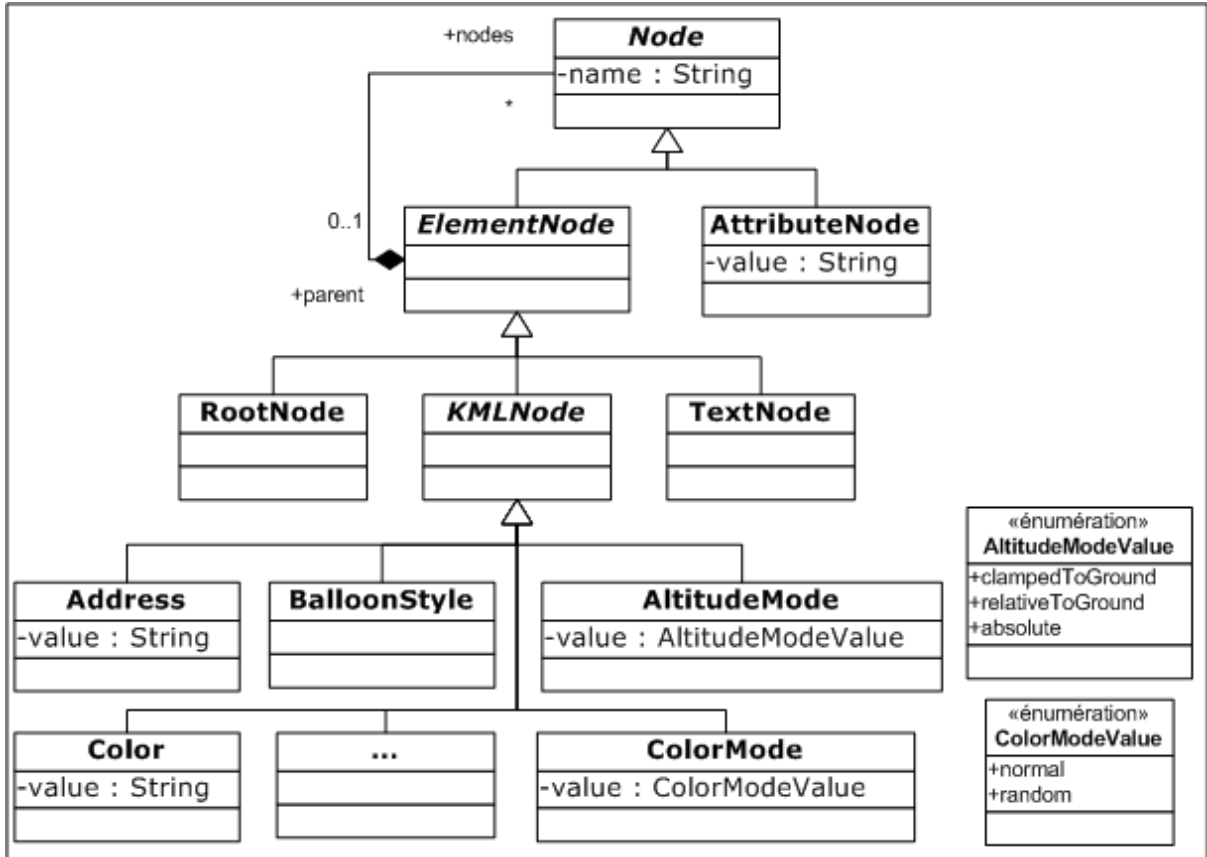 +nodes
Node
-name : String
*
0..1
ElementNode
AttributeNode
-value : String
+parent
RootNode
KMLNode
TextNode
«énumération»
AltitudeModeValue
+clampedToGround
+relativeToGround
+absolute
Address
-value : String
BalloonStyle
AltitudeMode
-value : AltitudeModeValue
Color
-value : String
...
ColorMode
-value : ColorModeValue
«énumération»
ColorModeValue
+normal
+random